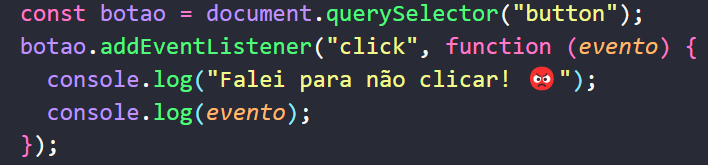 const botao = document.querySelector("button");
botao.addEventListener("click", function (evento) {
  console.log("Falei para não clicar! 😡");
  console.log(evento);
});